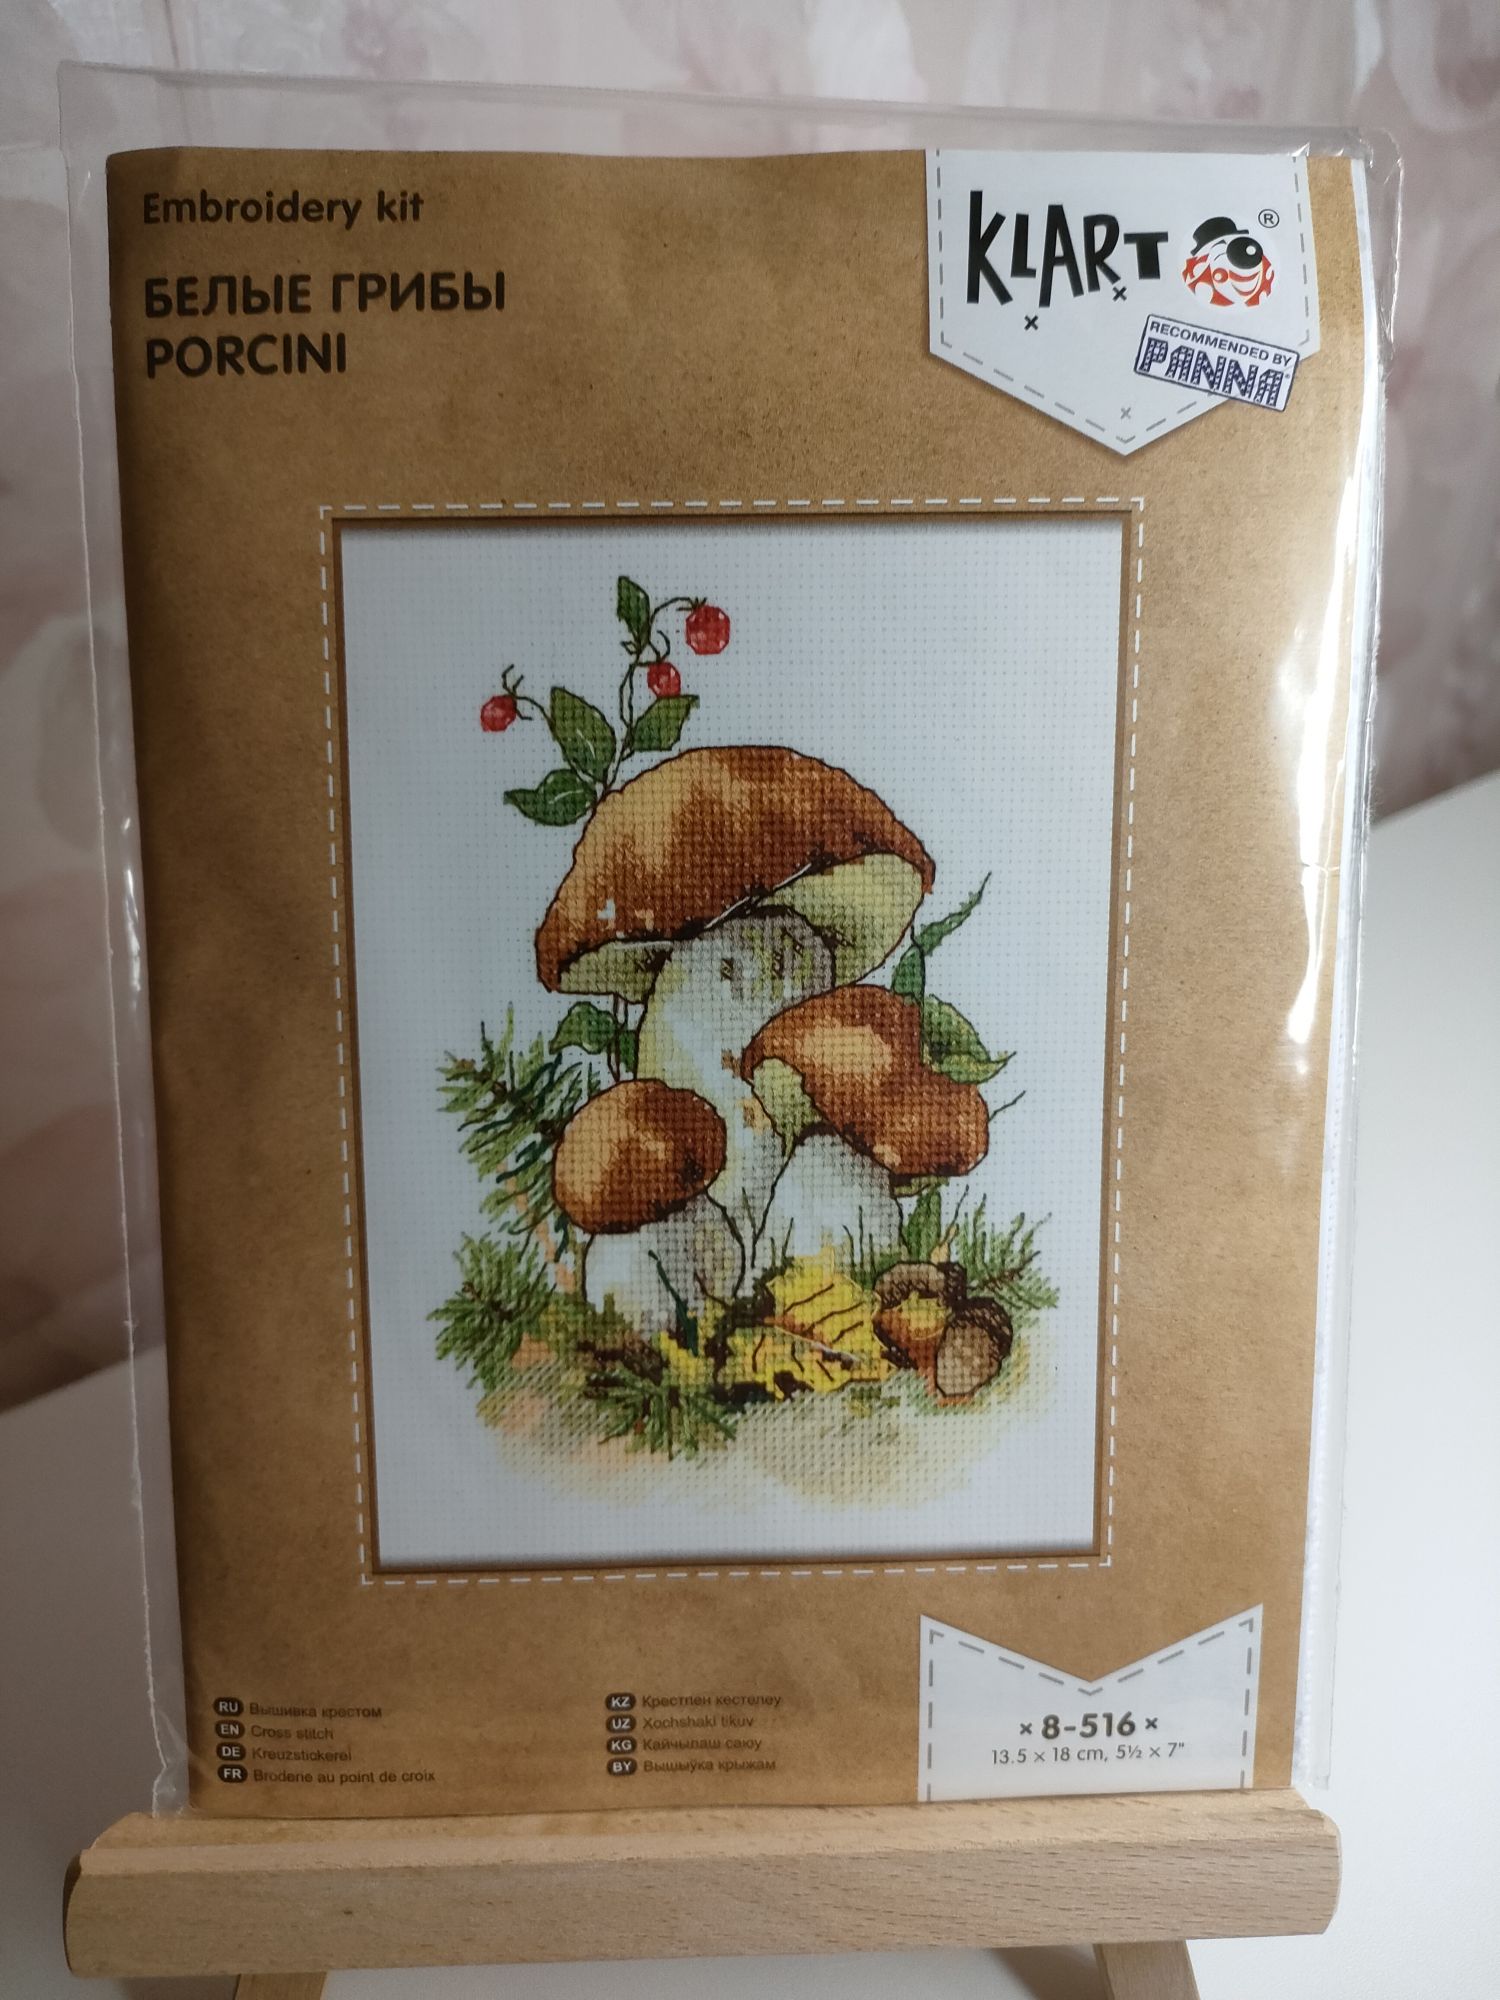 Embroidery kit
БЕЛЫЕ ГРИБЫ
PORCINI
KLART ®
RECOMMENDED BY
PANNA
RU Вышивка крестом
EN Cross stitch
DE Kreuzstickerei
FR Broderie au point de croix
KZ Крестпен кестелеу
UZ Xochshaki tikuv
KG Кайчылаш саюу
BY Вышыўка крыжам
× 8-516 ×
13.5 × 18 cm, 5½ × 7"